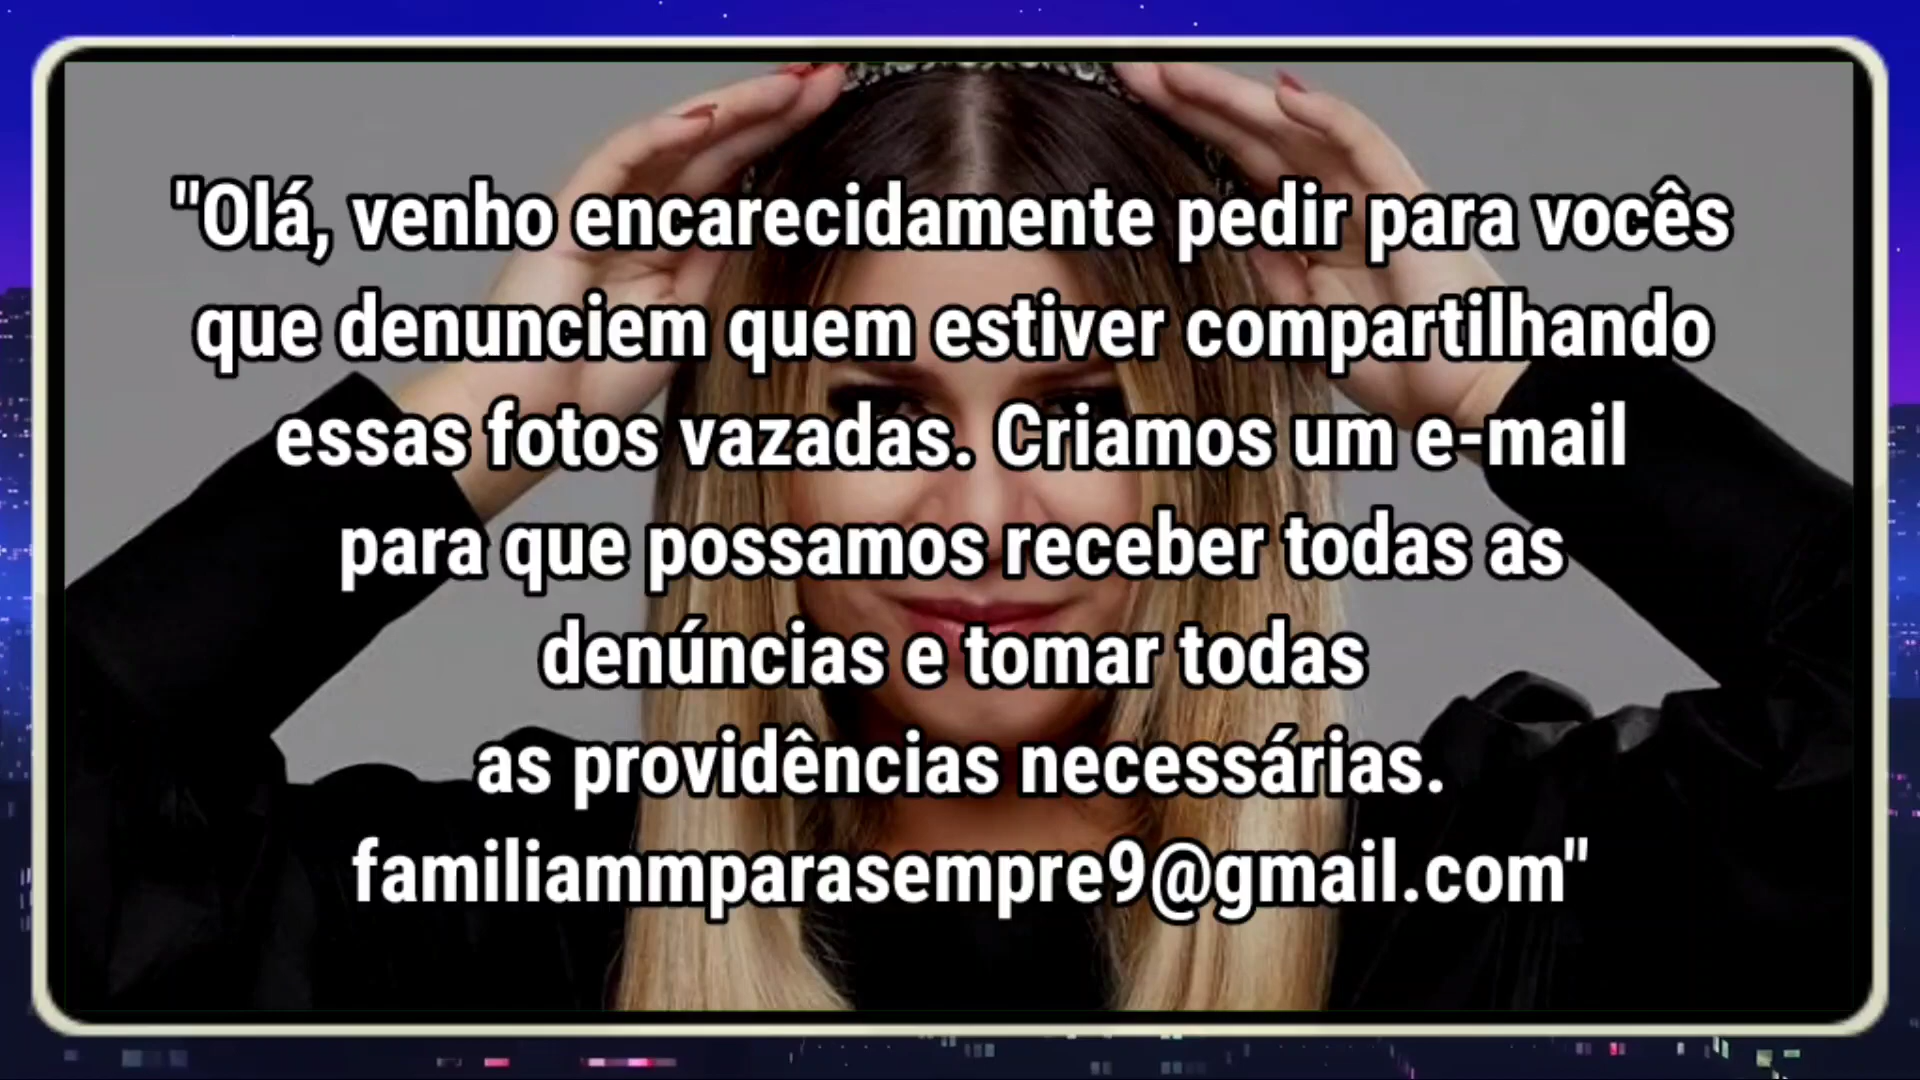 "Olá, venho encarecidamente pedir para vocês
que denunciem quem estiver compartilhando
essas fotos vazadas. Criamos um e-mail
para que possamos receber todas as
denúncias e tomar todas
as providências necessárias.
familiammparasempre9@gmail.com"